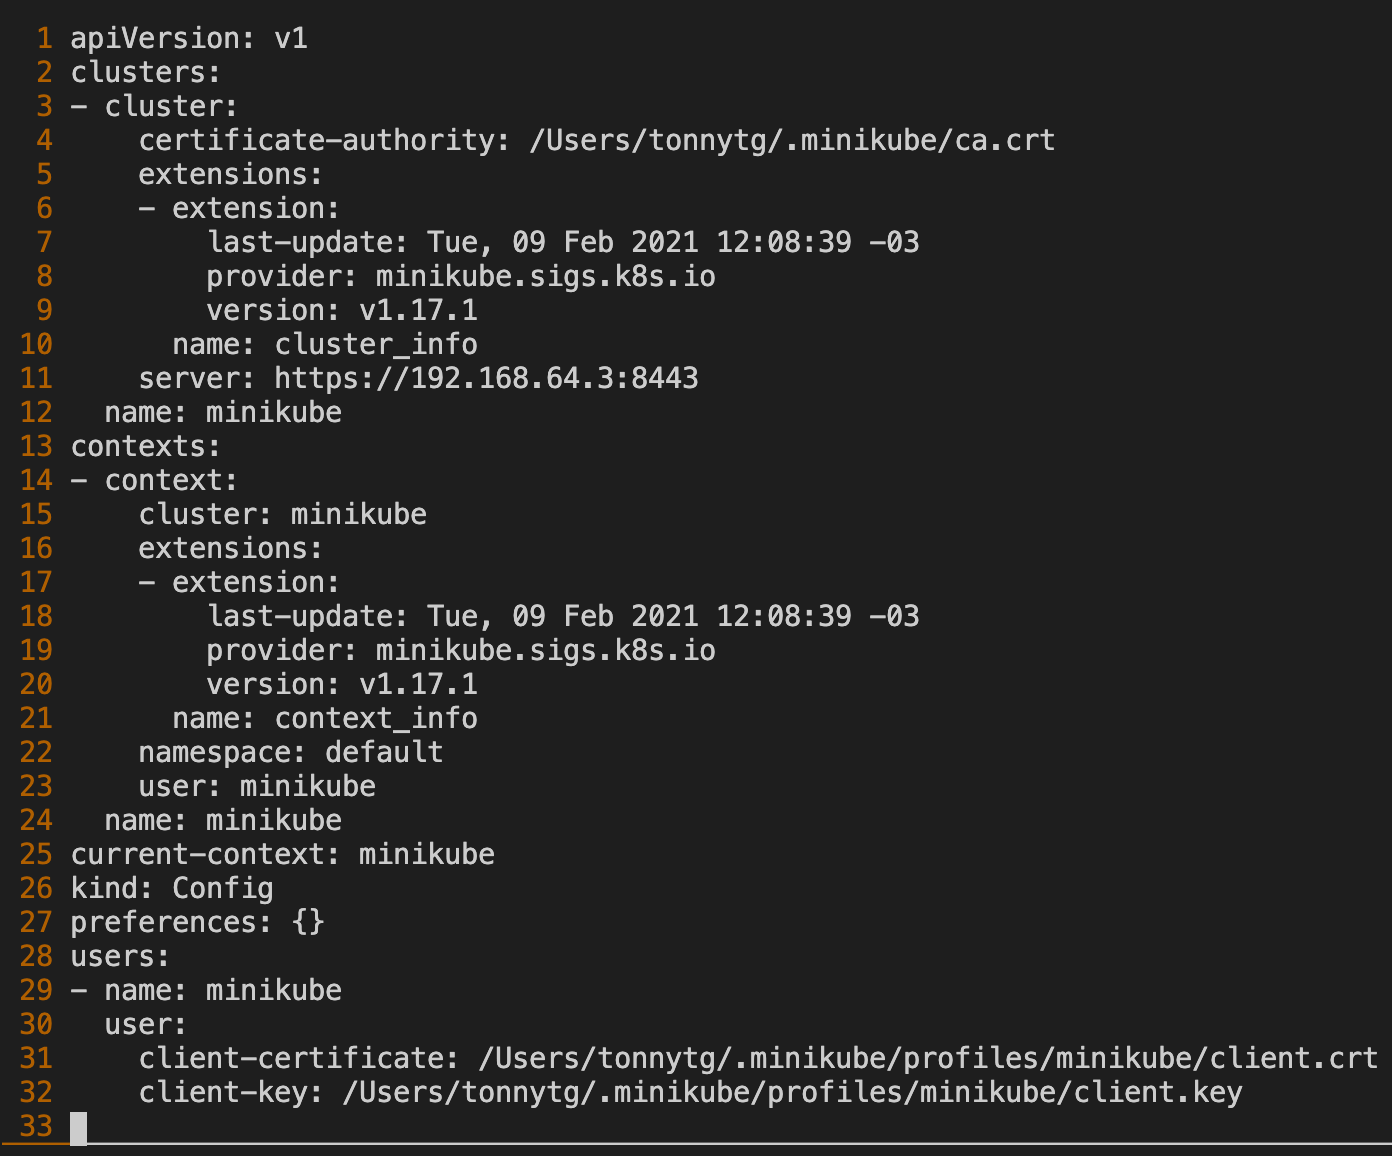 1 apiVersion: v1
2 clusters:
3 - cluster:
4     certificate-authority: /Users/tonnytg/.minikube/ca.crt
5     extensions:
6     - extension:
7         last-update: Tue, 09 Feb 2021 12:08:39 -03
8         provider: minikube.sigs.k8s.io
9         version: v1.17.1
10       name: cluster_info
11     server: https://192.168.64.3:8443
12   name: minikube
13 contexts:
14 - context:
15     cluster: minikube
16     extensions:
17     - extension:
18         last-update: Tue, 09 Feb 2021 12:08:39 -03
19         provider: minikube.sigs.k8s.io
20         version: v1.17.1
21       name: context_info
22     namespace: default
23     user: minikube
24   name: minikube
25 current-context: minikube
26 kind: Config
27 preferences: {}
28 users:
29 - name: minikube
30   user:
31     client-certificate: /Users/tonnytg/.minikube/profiles/minikube/client.crt
32     client-key: /Users/tonnytg/.minikube/profiles/minikube/client.key
33